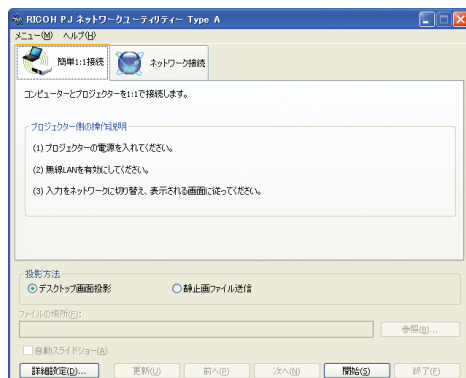 RICOH PJ ネットワークユーティリティー Type A
メニュー(M) ヘルプ(H)
簡単1:1接続 ネットワーク接続
コンピューターとプロジェクターを1:1で接続します。
プロジェクター側の操作説明
(1) プロジェクターの電源を入れてください。
(2) 無線LANを有効にしてください。
(3) 入力をネットワークに切り替え、表示される画面に従ってください。
投影方法
デスクトップ画面投影 静止画ファイル送信
ファイルの場所(F):
参照(B)...
自動スライドショー(A)
詳細設定(D)... 更新(U) 前へ(P) 次へ(N) 開始(S) 終了(E)